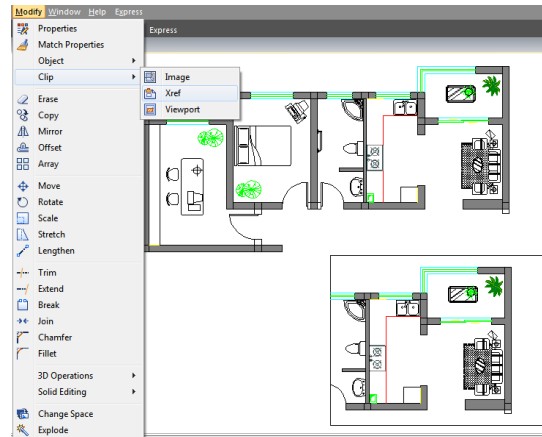 Modify Window Help Express
Properties
Express
Match Properties
Object
Clip
Image
Xref
Viewport
Erase
Copy
Mirror
Offset
Array
Move
Rotate
Scale
Stretch
Lengthen
Trim
Extend
Break
Join
Chamfer
Fillet
3D Operations
Solid Editing
Change Space
Explode